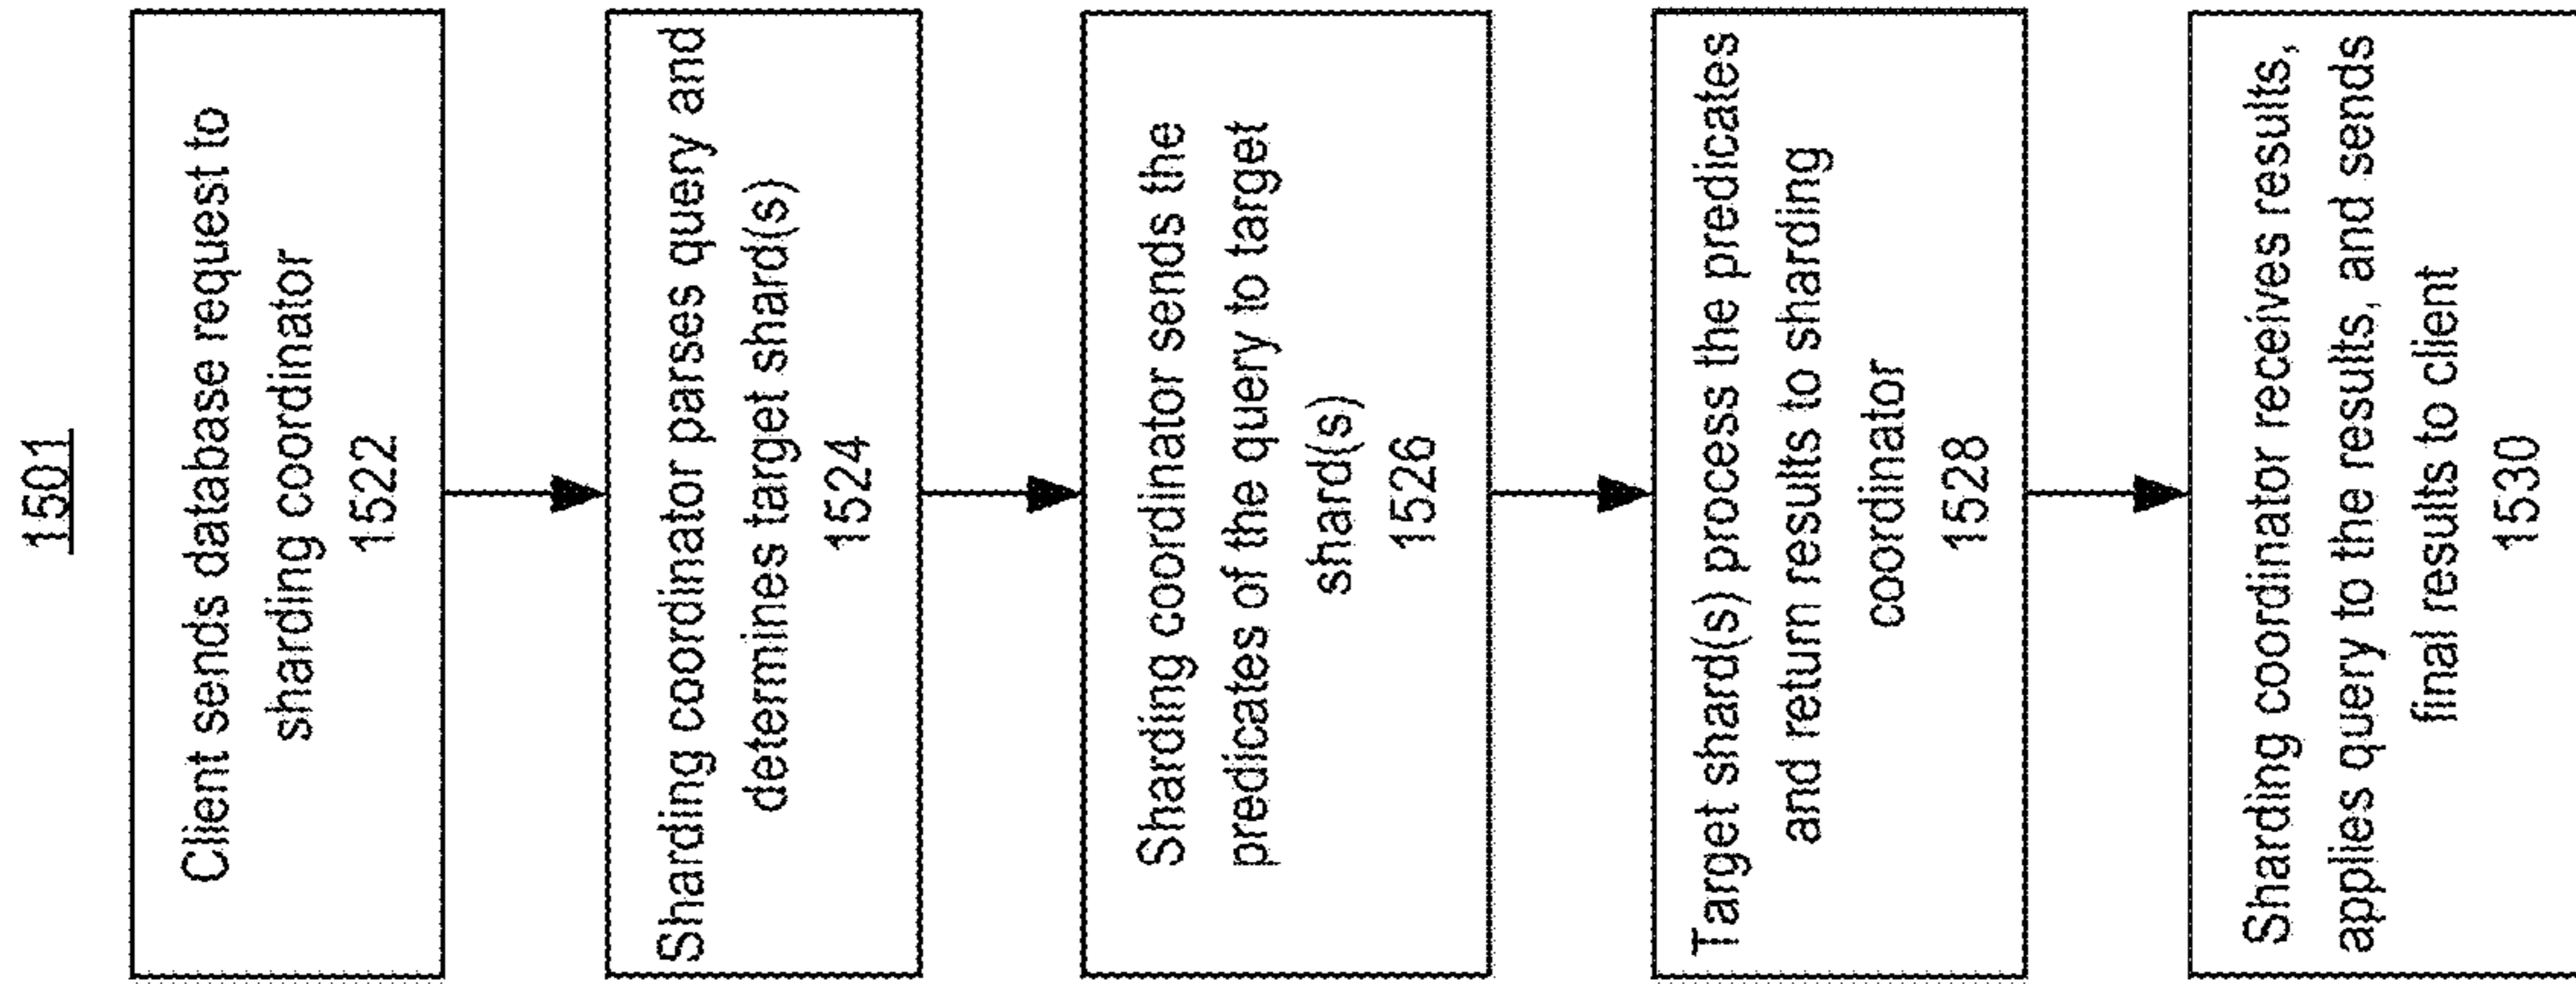 1501
Client sends database request to
sharding coordinator
1522
Sharding coordinator parses query and
determines target shard(s)
1524
Sharding coordinator sends the
predicates of the query to target
shard(s)
1526
Target shard(s) process the predicates
and return results to sharding
coordinator
1528
Sharding coordinator receives results,
applies query to the results, and sends
final results to client
1530